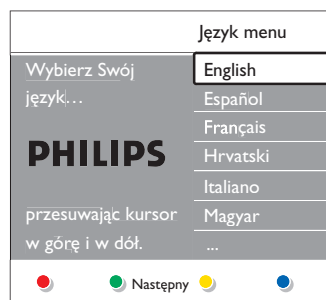 Język menu
Wybierz Swój
język...
PHILIPS
przesuwając kursor
w górę i w dół.
English
Español
Français
Hrvatski
Italiano
Magyar
...
Następny